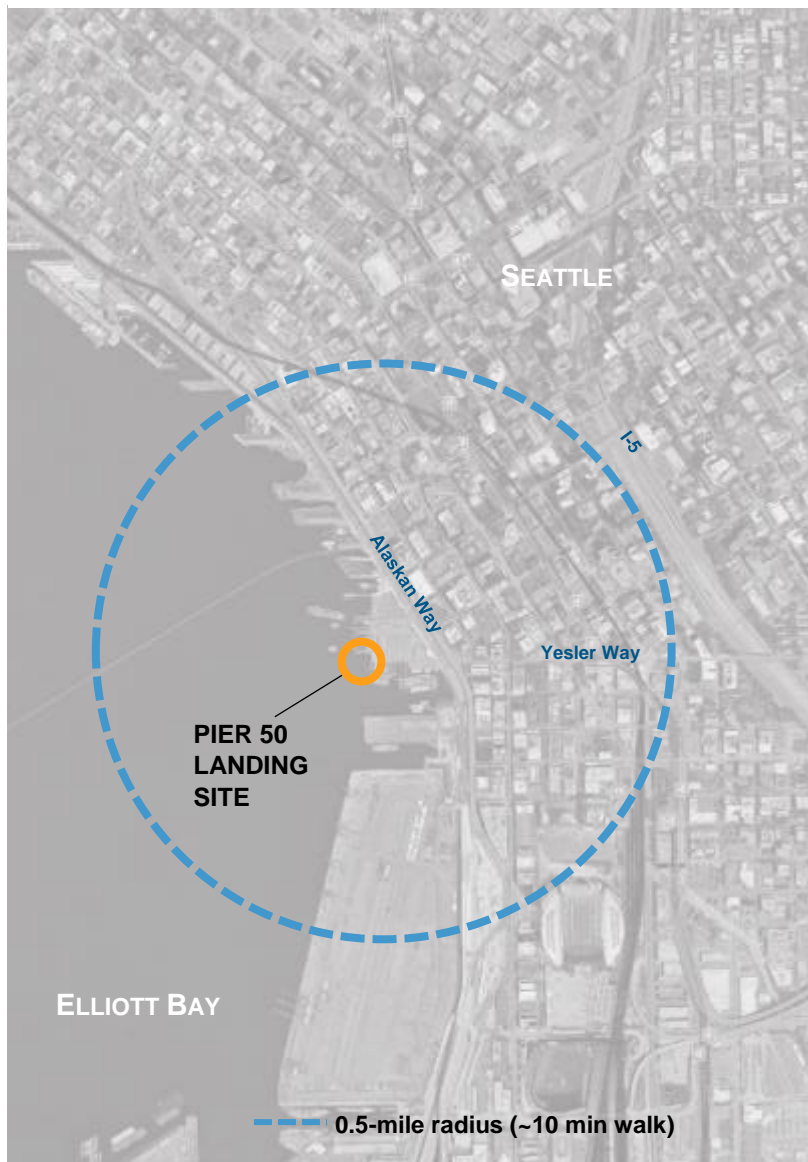 SEATTLE
I-5
Alaskan Way
Yesler Way
PIER 50
LANDING
SITE
ELLIOTT BAY
0.5-mile radius (~10 min walk)